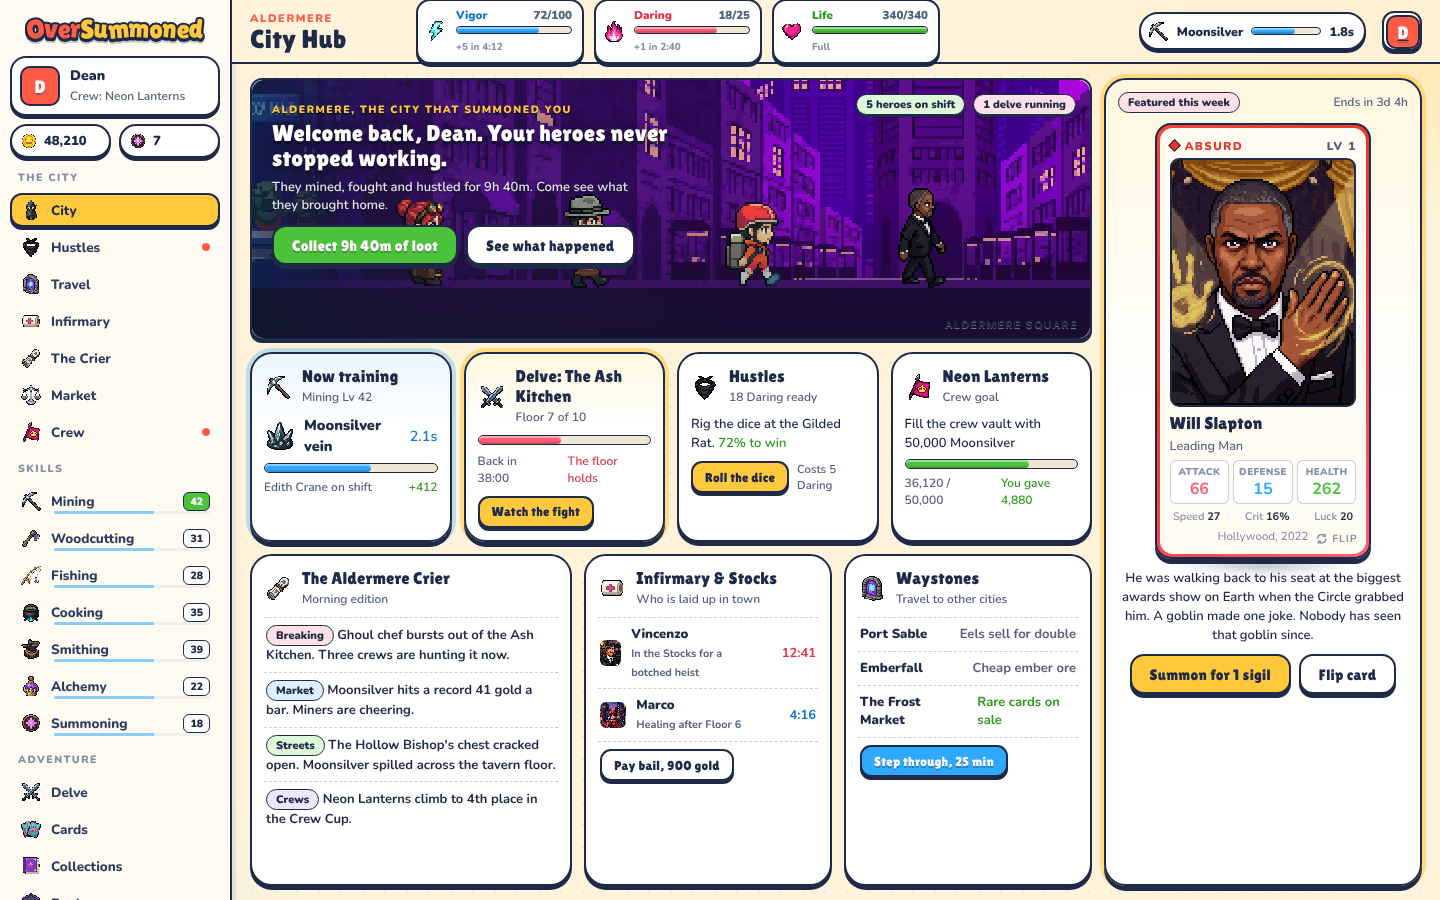 OverSummoned
D
Dean
Crew: Neon Lanterns
48,210
7
THE CITY
City
Hustles
Travel
Infirmary
The Crier
Market
Crew
SKILLS
Mining 42
Woodcutting 31
Fishing 28
Cooking 35
Smithing 39
Alchemy 22
Summoning 18
ADVENTURE
Delve
Cards
Collections
ALDERMERE
City Hub
Vigor 72/100
+5 in 4:12
Daring 18/25
+1 in 2:40
Life 340/340
Full
Moonsilver 1.8s
D
ALDERMERE, THE CITY THAT SUMMONED YOU
5 heroes on shift
1 delve running
Welcome back, Dean. Your heroes never
stopped working.
They mined, fought and hustled for 9h 40m. Come see what
they brought home.
Collect 9h 40m of loot
See what happened
ALDERMERE SQUARE
Now training
Mining Lv 42
Moonsilver
vein
2.1s
Edith Crane on shift +412
Delve: The Ash
Kitchen
Floor 7 of 10
Back in
38:00
The floor
holds
Watch the fight
Hustles
18 Daring ready
Rig the dice at the Gilded
Rat. 72% to win
Roll the dice
Costs 5
Daring
Neon Lanterns
Crew goal
Fill the crew vault with
50,000 Moonsilver
36,120 /
50,000
You gave
4,880
The Aldermere Crier
Morning edition
Breaking Ghoul chef bursts out of the Ash
Kitchen. Three crews are hunting it now.
Market Moonsilver hits a record 41 gold a
bar. Miners are cheering.
Streets The Hollow Bishop's chest cracked
open. Moonsilver spilled across the tavern floor.
Crews Neon Lanterns climb to 4th place in
the Crew Cup.
Infirmary & Stocks
Who is laid up in town
Vincenzo
In the Stocks for a
botched heist
12:41
Marco
Healing after Floor 6
4:16
Pay bail, 900 gold
Waystones
Travel to other cities
Port Sable Eels sell for double
Emberfall Cheap ember ore
The Frost
Market
Rare cards on
sale
Step through, 25 min
Featured this week
Ends in 3d 4h
ABSURD LV 1
Will Slapton
Leading Man
ATTACK
66
DEFENSE
15
HEALTH
262
Speed 27 Crit 16% Luck 20
Hollywood, 2022 FLIP
He was walking back to his seat at the biggest
awards show on Earth when the Circle grabbed
him. A goblin made one joke. Nobody has seen
that goblin since.
Summon for 1 sigil
Flip card